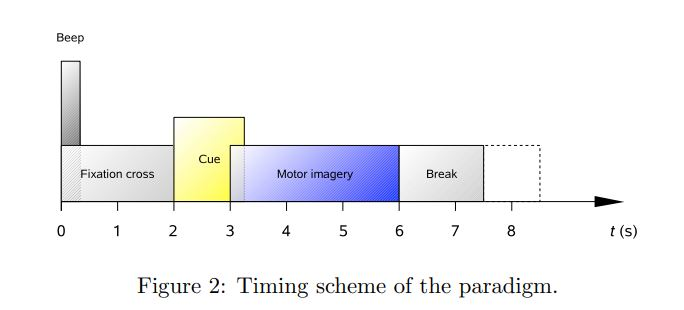 Beep
Cue
Fixation cross
Motor imagery
Break
0 1 2 3 4 5 6 7 8 t (s)
Figure 2: Timing scheme of the paradigm.